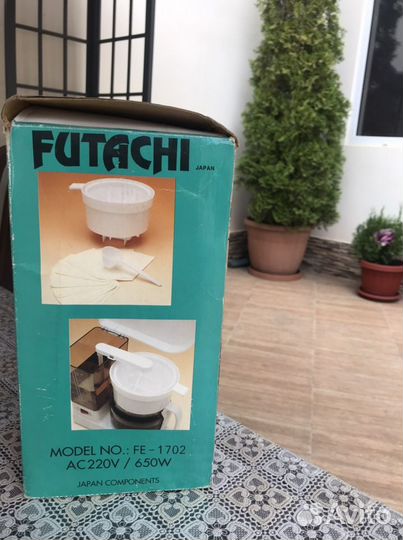 FUTACHI
JAPAN
MODEL NO.: FE-1702
AC220V / 650W
JAPAN COMPONENTS
Avito